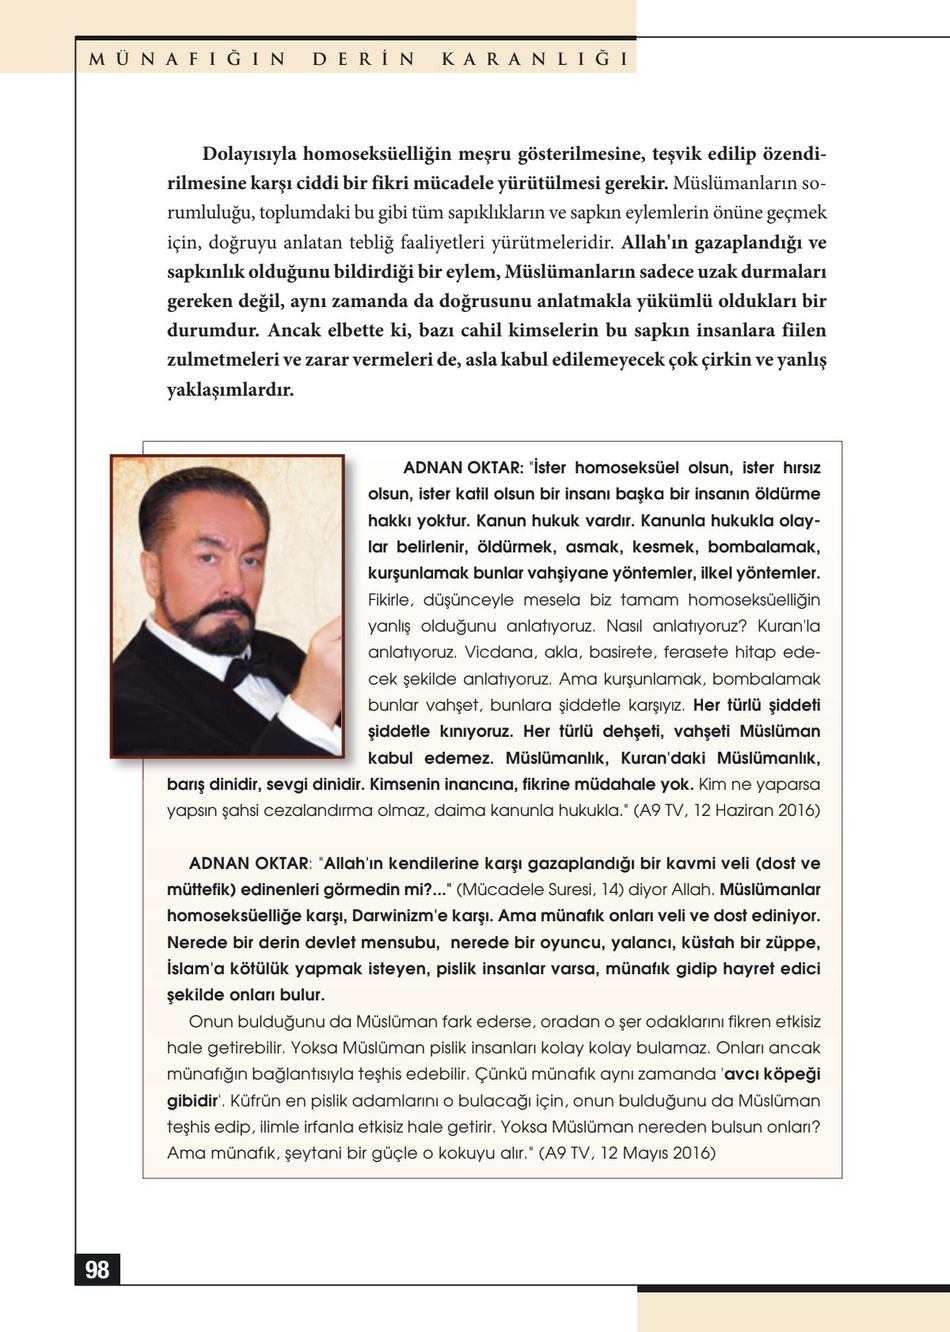 MÜNAFIĞIN DERİN KARANLIĞI
Dolayısıyla homoseksüelliğin meşru gösterilmesine, teşvik edilip özendi-
rilmesine karşı ciddi bir fikri mücadele yürütülmesi gerekir. Müslümanların so-
rumluluğu, toplumdaki bu gibi tüm sapıklıkların ve sapkın eylemlerin önüne geçmek
için, doğruyu anlatan tebliğ faaliyetleri yürütmeleridir. Allah'ın gazaplandığı ve
sapkınlık olduğunu bildirdiği bir eylem, Müslümanların sadece uzak durmaları
gereken değil, aynı zamanda da doğrusunu anlatmakla yükümlü oldukları bir
durumdur. Ancak elbette ki, bazı cahil kimselerin bu sapkın insanlara fiilen
zulmetmeleri ve zarar vermeleri de, asla kabul edilemeyecek çok çirkin ve yanlış
yaklaşımlardır.
ADNAN OKTAR: "İster homoseksüel olsun, ister hırsız
olsun, ister katil olsun bir insanı başka bir insanın öldürme
hakkı yoktur. Kanun hukuk vardır. Kanunla hukukla olay-
lar belirlenir, öldürmek, asmak, kesmek, bombalamak,
kurşunlamak bunlar vahşiyane yöntemler, ilkel yöntemler.
Fikirle, düşünceyle mesela biz tamam homoseksüelliğin
yanlış olduğunu anlatıyoruz. Nasıl anlatıyoruz? Kuran'la
anlatıyoruz. Vicdana, akla, basirete, ferasete hitap ede-
cek şekilde anlatıyoruz. Ama kurşunlamak, bombalamak
bunlar vahşet, bunlara şiddetle karşıyız. Her türlü şiddeti
şiddetle kınıyoruz. Her türlü dehşeti, vahşeti Müslüman
kabul edemez. Müslümanlık, Kuran'daki Müslümanlık,
barış dinidir, sevgi dinidir. Kimsenin inancına, fikrine müdahale yok. Kim ne yaparsa
yapsın şahsi cezalandırma olmaz, daima kanunla hukukla." (A9 TV, 12 Haziran 2016)
ADNAN OKTAR: "Allah'ın kendilerine karşı gazaplandığı bir kavmi veli (dost ve
müttefik) edinenleri görmedin mi?..." (Mücadele Suresi, 14) diyor Allah. Müslümanlar
homoseksüelliğe karşı, Darwinizm'e karşı. Ama münafık onları veli ve dost ediniyor.
Nerede bir derin devlet mensubu, nerede bir oyuncu, yalancı, küstah bir züppe,
İslam'a kötülük yapmak isteyen, pislik insanlar varsa, münafık gidip hayret edici
şekilde onları bulur.
Onun bulduğunu da Müslüman fark ederse, oradan o şer odaklarını fikren etkisiz
hale getirebilir. Yoksa Müslüman pislik insanları kolay kolay bulamaz. Onları ancak
münafığın bağlantısıyla teşhis edebilir. Çünkü münafık aynı zamanda 'avcı köpeği
gibidir'. Küfrün en pislik adamlarını o bulacağı için, onun bulduğunu da Müslüman
teşhis edip, ilimle irfanla etkisiz hale getirir. Yoksa Müslüman nereden bulsun onları?
Ama münafık, şeytani bir güçle o kokuyu alır." (A9 TV, 12 Mayıs 2016)
98